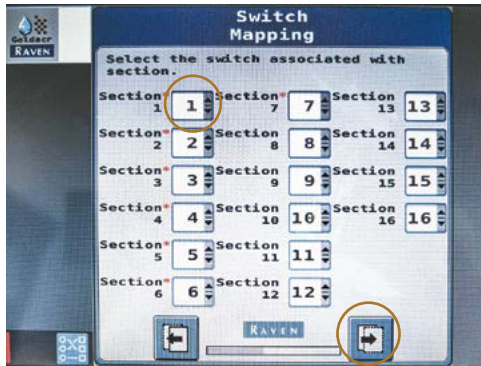 Switch
Mapping
Goldacr
RAVEN
Select the switch associated with
section.
Section* 1 1
Section* 7 7
Section 13 13
Section* 2 2
Section 8 8
Section 14 14
Section* 3 3
Section 9 9
Section 15 15
Section* 4 4
Section 10 10
Section 16 16
Section* 5 5
Section 11 11
Section* 6 6
Section 12 12
RAVEN